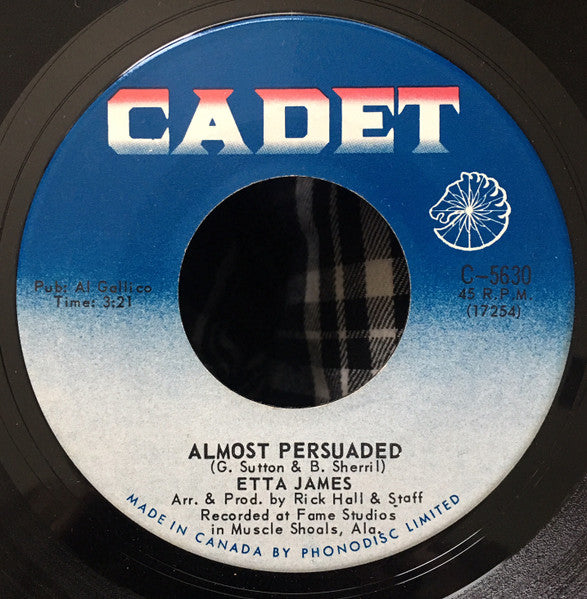 CADET
Pub: Al Gallico
Time: 3:21
C-5630
45 R.P.M.
(17254)
ALMOST PERSUADED
(G. Sutton & B. Sherril)
ETTA JAMES
Arr. & Prod. by Rick Hall & Staff
Recorded at Fame Studios
in Muscle Shoals, Ala.
MADE IN CANADA BY PHONODISC LIMITED